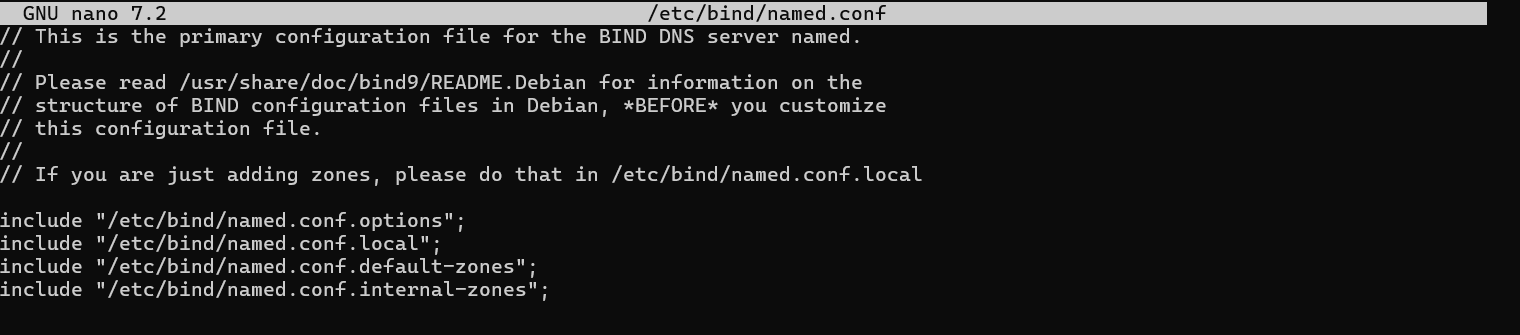 GNU nano 7.2 /etc/bind/named.conf
// This is the primary configuration file for the BIND DNS server named.
//
// Please read /usr/share/doc/bind9/README.Debian for information on the
// structure of BIND configuration files in Debian, *BEFORE* you customize
// this configuration file.
//
// If you are just adding zones, please do that in /etc/bind/named.conf.local

include "/etc/bind/named.conf.options";
include "/etc/bind/named.conf.local";
include "/etc/bind/named.conf.default-zones";
include "/etc/bind/named.conf.internal-zones";